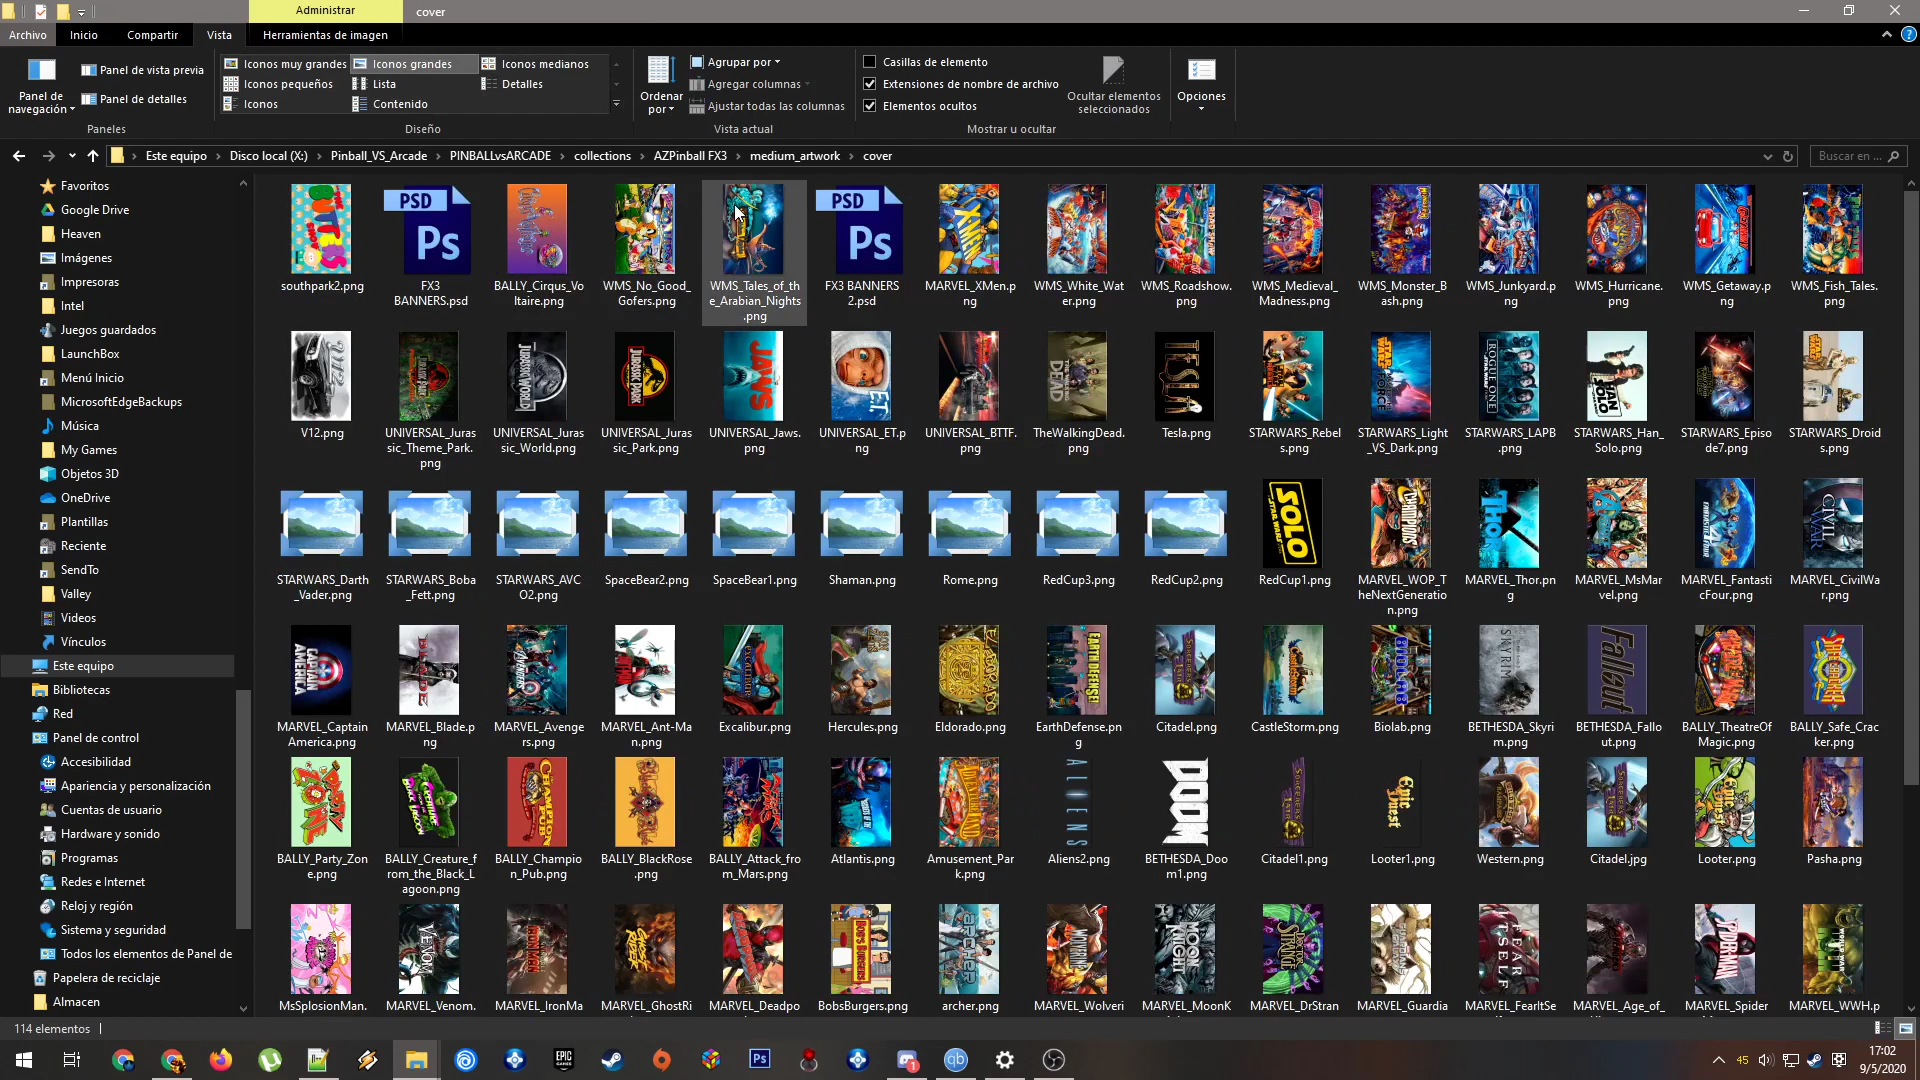 Administrar
cover
Archivo
Inicio
Compartir
Vista
Herramientas de imagen
Panel de navegación
Panel de vista previa
Panel de detalles
Paneles
Iconos muy grandes
Iconos grandes
Iconos medianos
Iconos pequeños
Lista
Detalles
Iconos
Contenido
Diseño
Ordenar por
Agrupar por
Agregar columnas
Ajustar todas las columnas
Vista actual
Casillas de elemento
Extensiones de nombre de archivo
Elementos ocultos
Ocultar elementos seleccionados
Mostrar u ocultar
Opciones
Este equipo > Disco local (X:) > Pinball_VS_Arcade > PINBALLvsARCADE > collections > AZPinball FX3 > medium_artwork > cover
Buscar en ...
Favoritos
Google Drive
Heaven
Imágenes
Impresoras
Intel
Juegos guardados
LaunchBox
Menú Inicio
MicrosoftEdgeBackups
Música
My Games
Objetos 3D
OneDrive
Plantillas
Reciente
SendTo
Valley
Videos
Vínculos
Este equipo
Bibliotecas
Red
Panel de control
Accesibilidad
Apariencia y personalización
Cuentas de usuario
Hardware y sonido
Programas
Redes e Internet
Reloj y región
Sistema y seguridad
Todos los elementos de Panel de
Papelera de reciclaje
Almacen
southpark2.png
FX3 BANNERS.psd
BALLY_Cirqus_Voltaire.png
WMS_No_Good_Gofers.png
WMS_Tales_of_the_Arabian_Nights.png
FX3 BANNERS 2.psd
MARVEL_XMen.png
WMS_White_Water.png
WMS_Roadshow.png
WMS_Medieval_Madness.png
WMS_Monster_Bash.png
WMS_Junkyard.png
WMS_Hurricane.png
WMS_Getaway.png
WMS_Fish_Tales.png
V12.png
UNIVERSAL_Jurassic_Theme_Park.png
UNIVERSAL_Jurassic_World.png
UNIVERSAL_Jurassic_Park.png
UNIVERSAL_Jaws.png
UNIVERSAL_ET.png
UNIVERSAL_BTTF.png
TheWalkingDead.png
Tesla.png
STARWARS_Rebels.png
STARWARS_Light_VS_Dark.png
STARWARS_LAPB.png
STARWARS_Han_Solo.png
STARWARS_Episode7.png
STARWARS_Droids.png
STARWARS_Darth_Vader.png
STARWARS_Boba_Fett.png
STARWARS_AVCO2.png
SpaceBear2.png
SpaceBear1.png
Shaman.png
Rome.png
RedCup3.png
RedCup2.png
RedCup1.png
MARVEL_WOP_TheNextGeneration.png
MARVEL_Thor.png
MARVEL_MsMarvel.png
MARVEL_FantasticFour.png
MARVEL_CivilWar.png
MARVEL_CaptainAmerica.png
MARVEL_Blade.png
MARVEL_Avengers.png
MARVEL_Ant-Man.png
Excalibur.png
Hercules.png
Eldorado.png
EarthDefense.png
Citadel.png
CastleStorm.png
Biolab.png
BETHESDA_Skyrim.png
BETHESDA_Fallout.png
BALLY_TheatreOfMagic.png
BALLY_Safe_Cracker.png
BALLY_Party_Zone.png
BALLY_Creature_from_the_Black_Lagoon.png
BALLY_Champion_Pub.png
BALLY_BlackRose.png
BALLY_Attack_from_Mars.png
Atlantis.png
Amusement_Park.png
Aliens2.png
BETHESDA_Doom1.png
Citadel1.png
Looter1.png
Western.png
Citadel.jpg
Looter.png
Pasha.png
MsSplosionMan.
MARVEL_Venom.
MARVEL_IronMa
MARVEL_GhostRi
MARVEL_Deadpo
BobsBurgers.png
archer.png
MARVEL_Wolveri
MARVEL_MoonK
MARVEL_DrStran
MARVEL_Guardia
MARVEL_FearItSe
MARVEL_Age_of_
MARVEL_Spider
MARVEL_WWH.p
114 elementos
45
17:02
9/5/2020